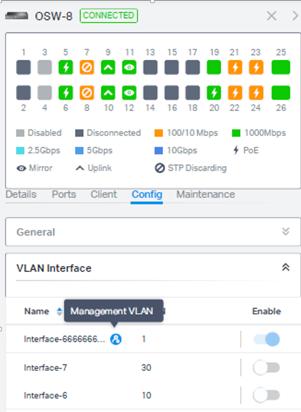 OSW-8 CONNECTED
1 3 5 7 9 11 13 15 17 19 21 23 25
2 4 6 8 10 12 14 16 18 20 22 24 26
Disabled Disconnected 100/10 Mbps 1000Mbps
2.5Gbps 5Gbps 10Gbps PoE
Mirror Uplink STP Discarding
Details Ports Client Config Maintenance
General
VLAN Interface
Management VLAN
Name N Enable
Interface-6666666... 1
Interface-7 30
Interface-6 10